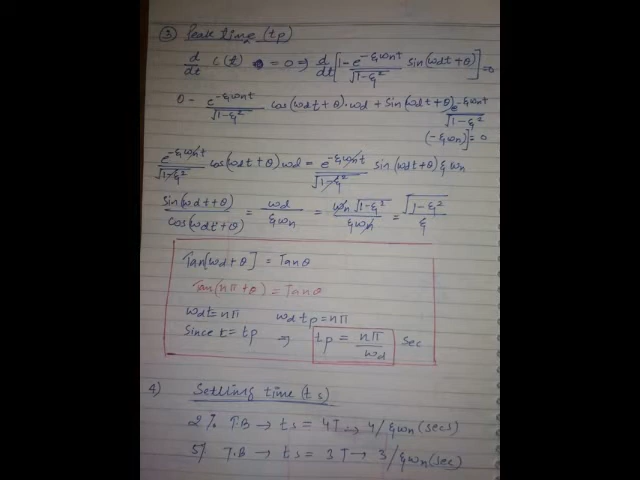 ③ Peak time (tp)
d/dt C(t) = 0 ⇒ d/dt [1 - e^-ξωnt / √1-ξ² Sin(ωdt + θ)] = 0
0 - e^-ξωnt / √1-ξ² cos(ωdt + θ)·ωd + Sin(ωdt + θ) e^-ξωnt / √1-ξ²
(-ξωn)] = 0
e^-ξωnt / √1-ξ² cos(ωdt + θ) ωd = e^-ξωnt / √1-ξ² sin(ωdt + θ) ξ ωn
sin(ωdt + θ) / cos(ωdt + θ) = ωd / ξωn = ωn √1-ξ² / ξωn = √1-ξ² / ξ
Tan[ωd + θ] = Tanθ
Tan(nπ + θ) = Tanθ
ωdt = nπ ωd tp = nπ
Since t = tp ⇒ tp = nπ / ωd Sec
4) Settling time (ts)
2% T.B → ts = 4T → 4/ξωn (secs)
5% T.B → ts = 3T → 3/ξωn (sec)